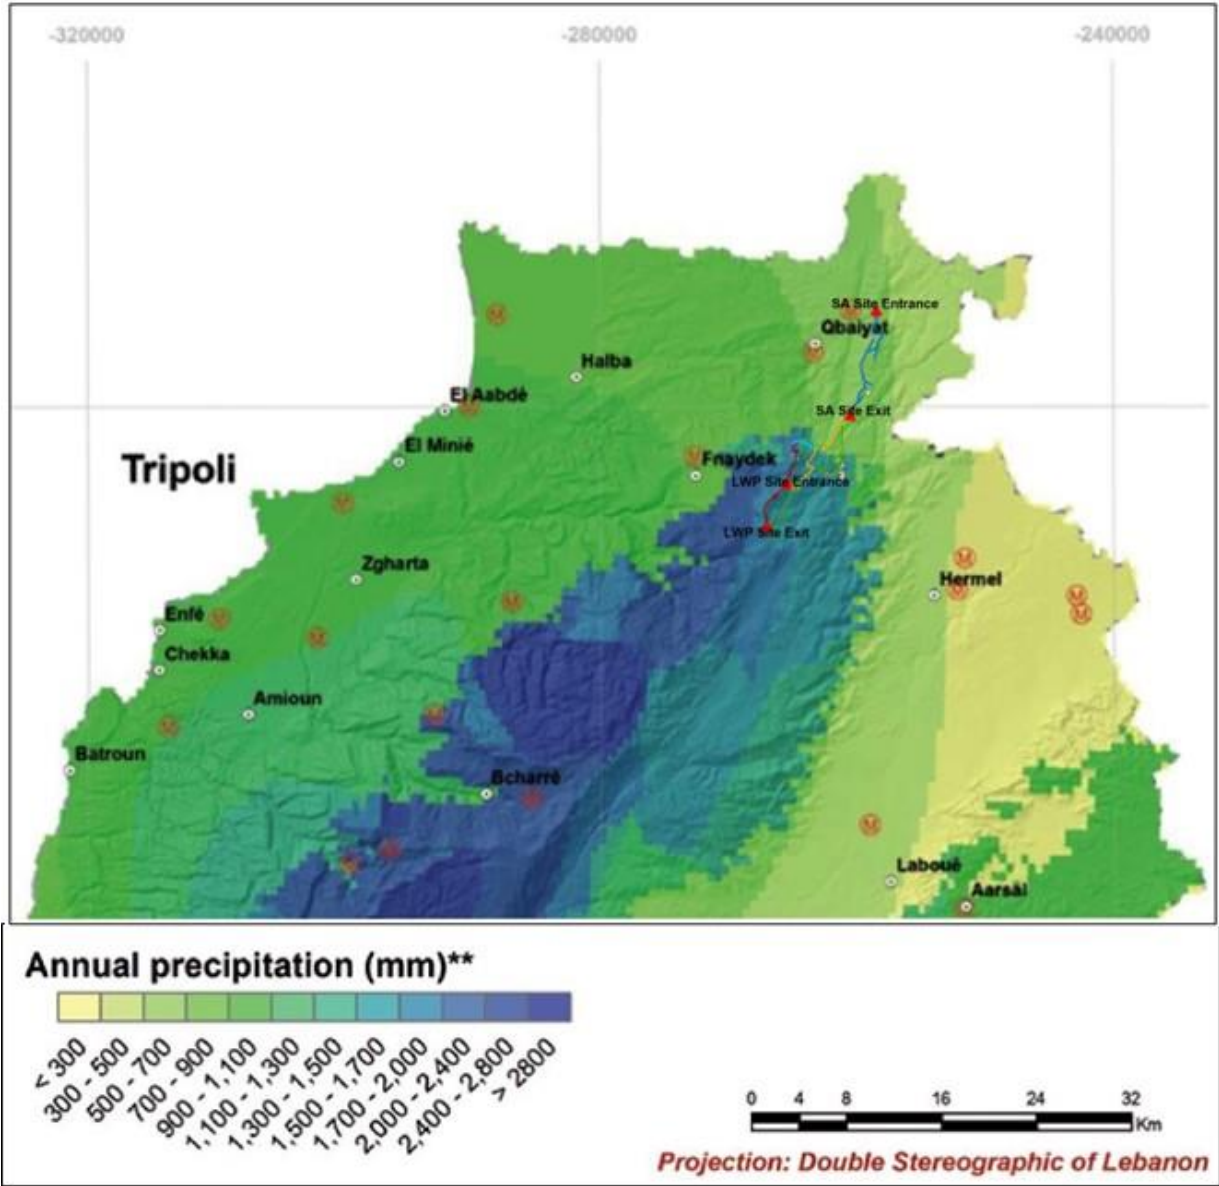 -320000
-280000
-240000
SA Site Entrance
Qbaiyat
Halba
El Aabdé
SA Site Exit
El Minié
Tripoli
Fnaydek
LWP Site Entrance
LWP Site Exit
Zgharta
Hermel
Enfé
Chekka
Amioun
Batroun
Bcharré
Laboué
Aarsâl
Annual precipitation (mm)**
< 300
300 - 500
500 - 700
700 - 900
900 - 1,100
1,100 - 1,300
1,300 - 1,500
1,500 - 1,700
1,700 - 2,000
2,000 - 2,400
2,400 - 2,800
> 2800
0 4 8 16 24 32
Km
Projection: Double Stereographic of Lebanon